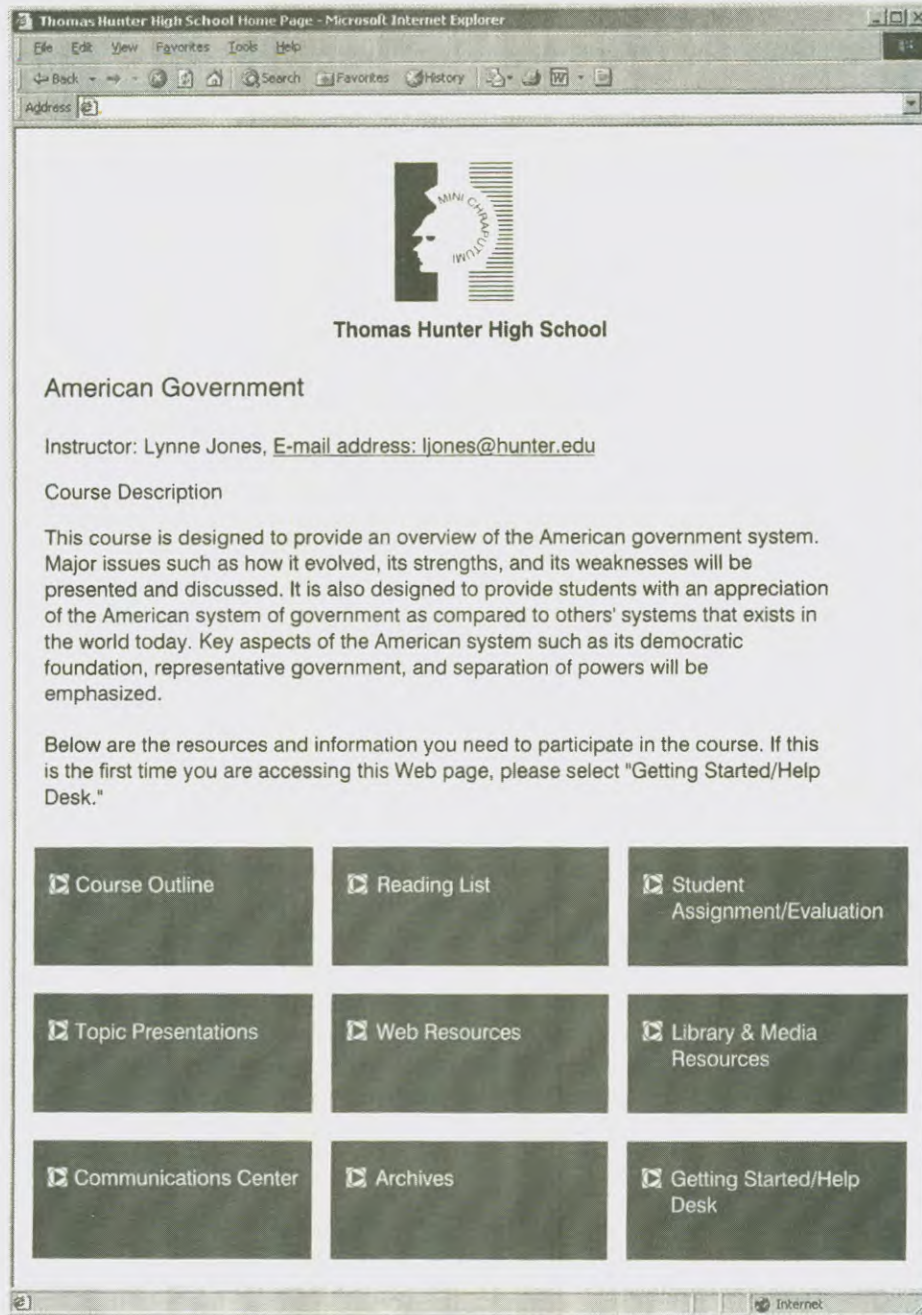 Thomas Hunter High School Home Page - Microsoft Internet Explorer
File Edit View Favorites Tools Help
Back Search Favorites History
Address
MINI CHRAPUTUMI
Thomas Hunter High School
American Government
Instructor: Lynne Jones, E-mail address: ljones@hunter.edu
Course Description
This course is designed to provide an overview of the American government system.
Major issues such as how it evolved, its strengths, and its weaknesses will be
presented and discussed. It is also designed to provide students with an appreciation
of the American system of government as compared to others' systems that exists in
the world today. Key aspects of the American system such as its democratic
foundation, representative government, and separation of powers will be
emphasized.
Below are the resources and information you need to participate in the course. If this
is the first time you are accessing this Web page, please select "Getting Started/Help
Desk."
Course Outline
Reading List
Student
Assignment/Evaluation
Topic Presentations
Web Resources
Library & Media
Resources
Communications Center
Archives
Getting Started/Help
Desk
Internet